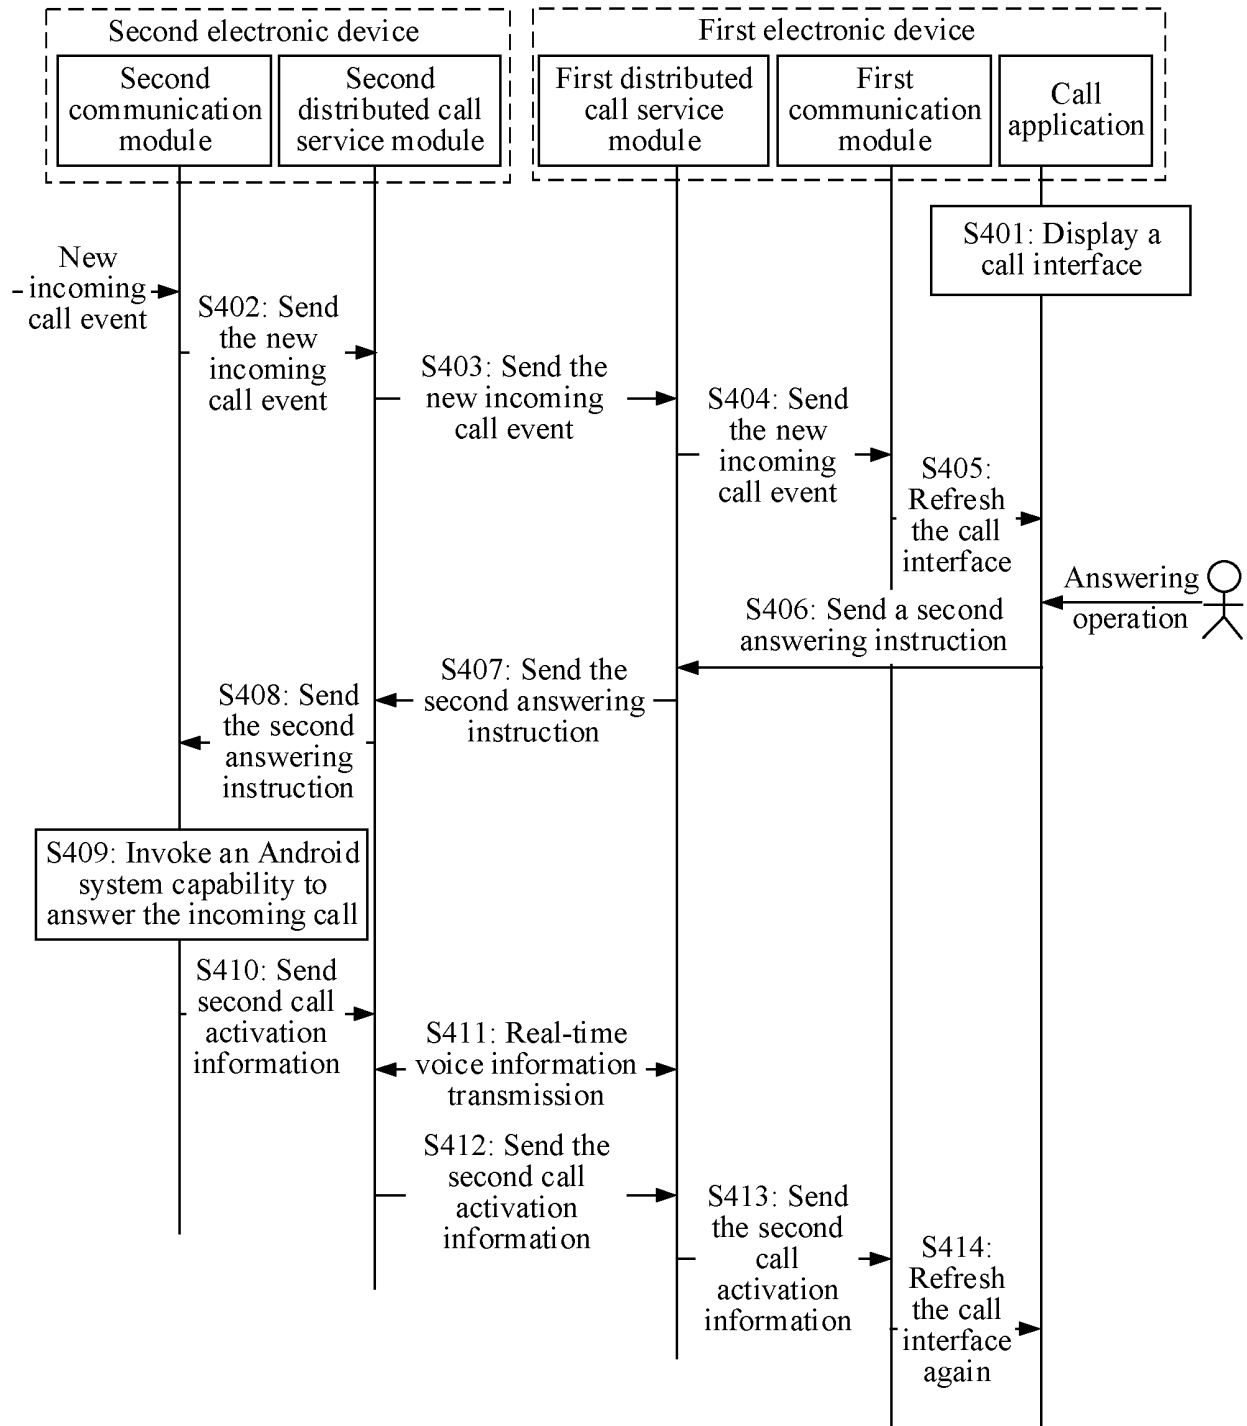 Second electronic device
First electronic device
Second
communication
module
Second
distributed call
service module
First distributed
call service
module
First
communication
module
Call
application
S401: Display a
call interface
New
incoming
call event
S402: Send
the new
incoming
call event
S403: Send the
new incoming
call event
S404: Send
the new
incoming
call event
S405:
Refresh
the call
interface
Answering
operation
S406: Send a second
answering instruction
S407: Send the
second answering
instruction
S408: Send
the second
answering
instruction
S409: Invoke an Android
system capability to
answer the incoming call
S410: Send
second call
activation
information
S411: Real-time
voice information
transmission
S412: Send the
second call
activation
information
S413: Send
the second
call
activation
information
S414:
Refresh
the call
interface
again